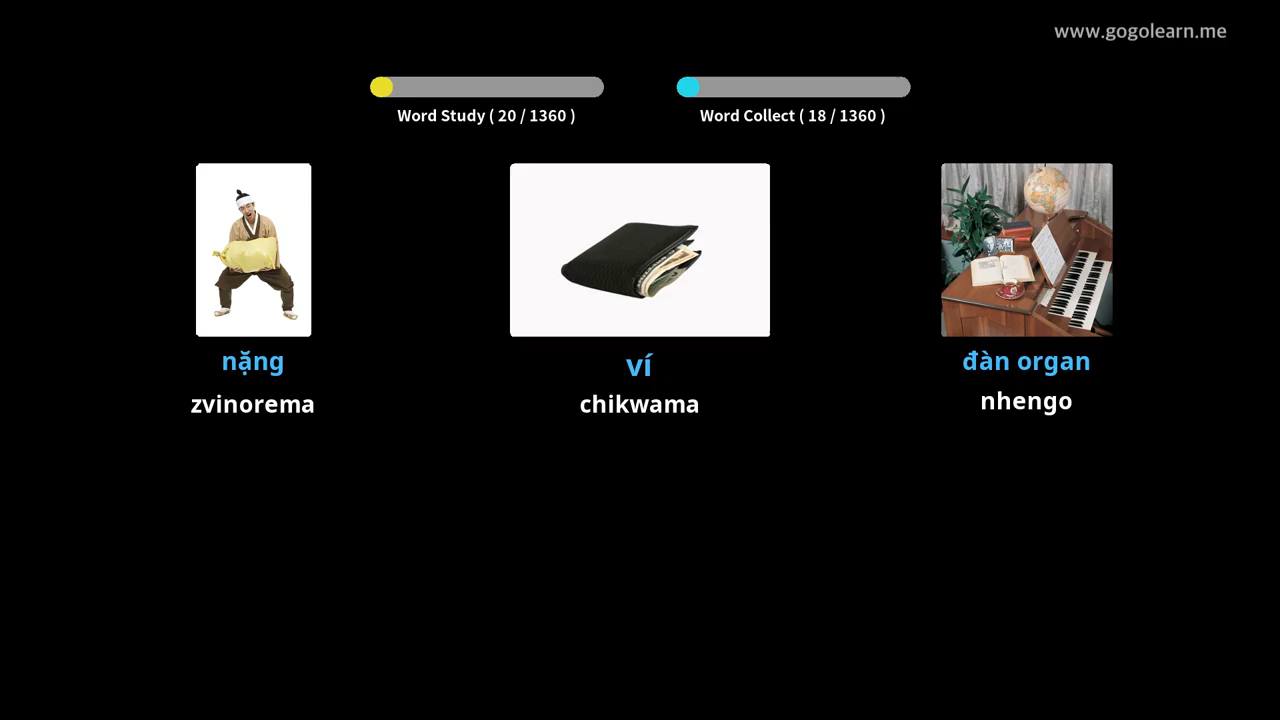 www.gogolearn.me
Word Study ( 20 / 1360 )
Word Collect ( 18 / 1360 )
nặng
ví
đàn organ
zvinorema
chikwama
nhengo